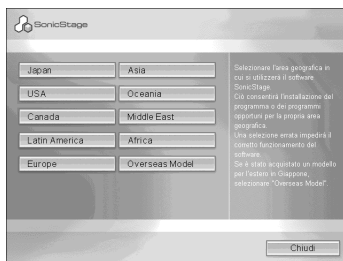 SonicStage
Japan
Asia
USA
Oceania
Canada
Middle East
Latin America
Africa
Europe
Overseas Model
Selezionare l'area geografica in
cui si utilizzerà il software
SonicStage.
Ciò consentirà l'installazione del
programma o dei programmi
opportuni per la propria area
geografica.
Una selezione errata impedirà il
corretto funzionamento del
software.
Se è stato acquistato un modello
per l'estero in Giappone,
selezionare "Overseas Model".
Chiudi